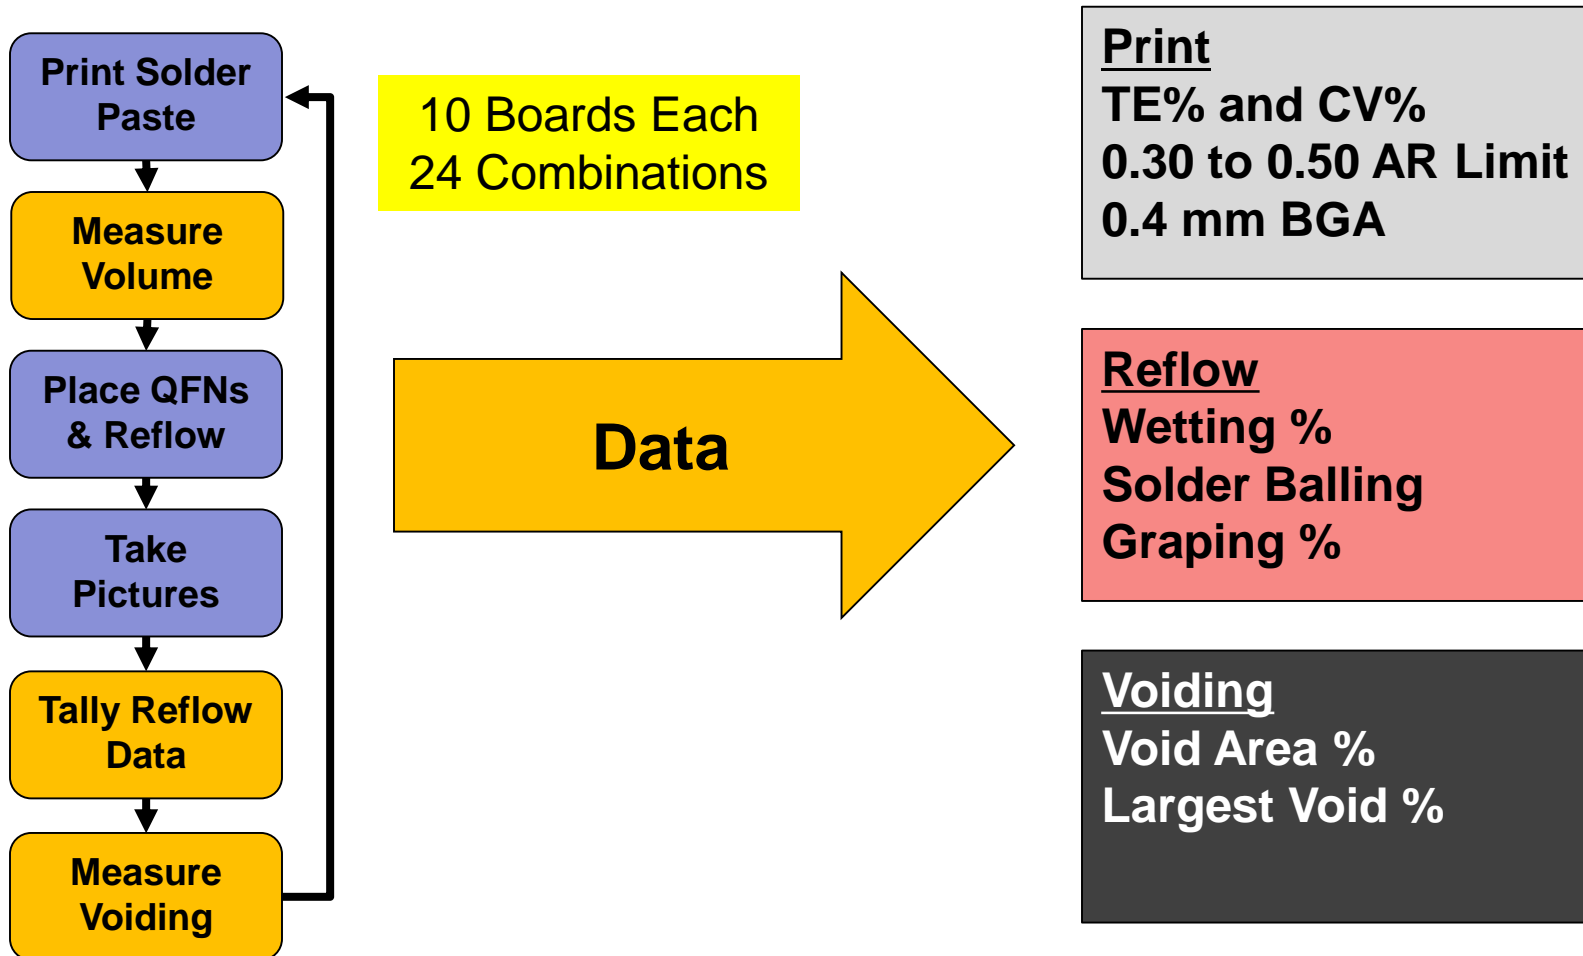 Print Solder
Paste
Measure
Volume
Place QFNs
& Reflow
Take
Pictures
Tally Reflow
Data
Measure
Voiding
10 Boards Each
24 Combinations
Data
Print
TE% and CV%
0.30 to 0.50 AR Limit
0.4 mm BGA
Reflow
Wetting %
Solder Balling
Graping %
Voiding
Void Area %
Largest Void %